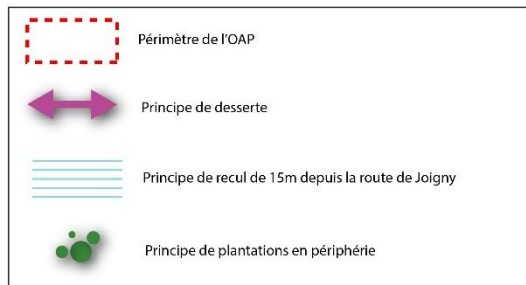 Périmètre de l'OAP
Principe de desserte
Principe de recul de 15m depuis la route de Joigny
Principe de plantations en périphérie